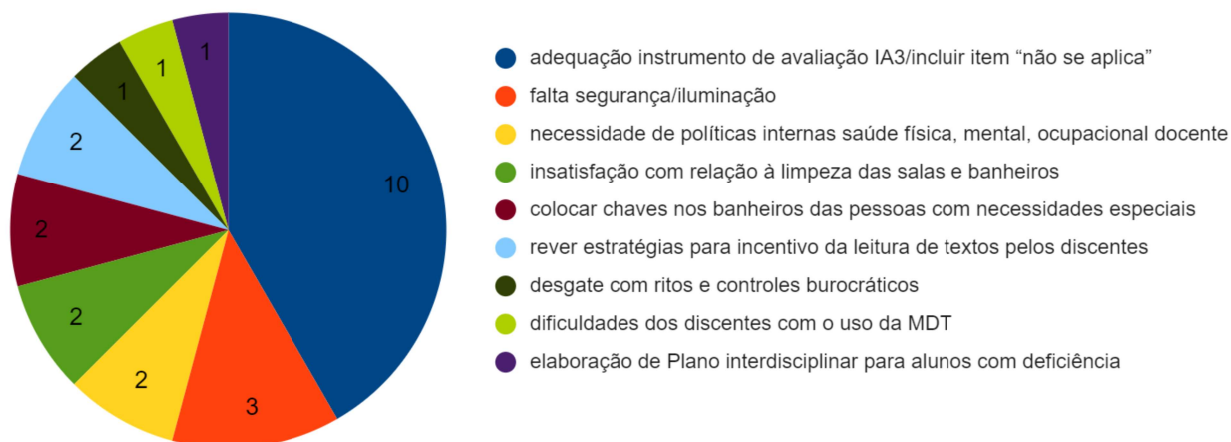 1
1
1
2
10
2
2
2
3
adequação instrumento de avaliação IA3/incluir item “não se aplica”
falta segurança/iluminação
necessidade de políticas internas saúde física, mental, ocupacional docente
insatisfação com relação à limpeza das salas e banheiros
colocar chaves nos banheiros das pessoas com necessidades especiais
rever estratégias para incentivo da leitura de textos pelos discentes
desgate com ritos e controles burocráticos
dificuldades dos discentes com o uso da MDT
elaboração de Plano interdisciplinar para alunos com deficiência